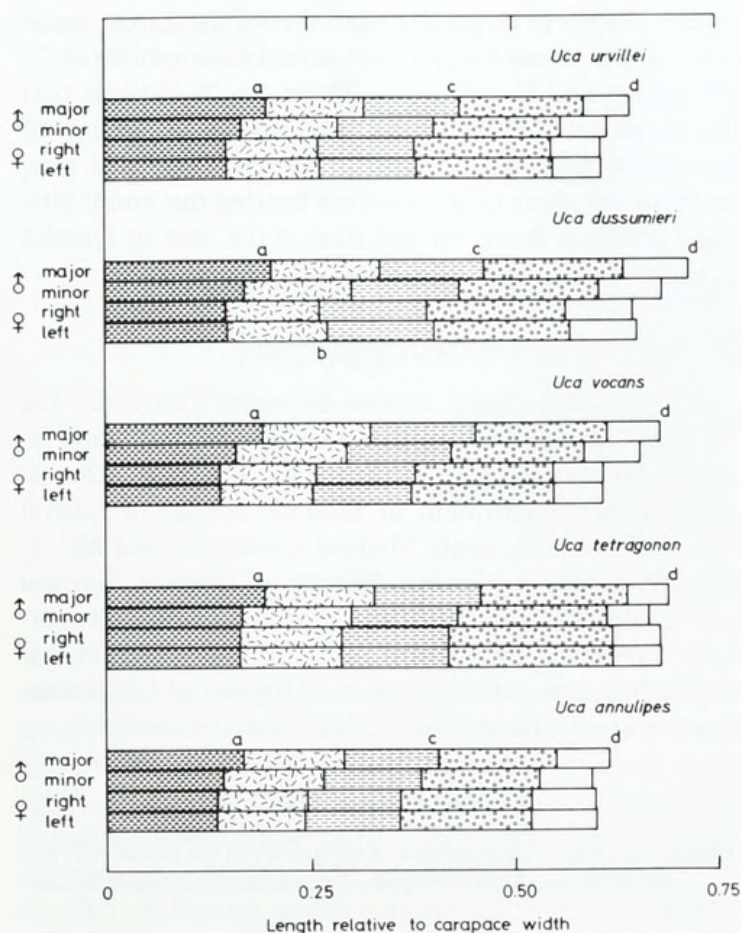 Uca urvillei
a c d
♂ major
minor
♀ right
left
Uca dussumieri
a c d
♂ major
minor
♀ right
left
b
Uca vocans
a d
♂ major
minor
♀ right
left
Uca tetragonon
a d
♂ major
minor
♀ right
left
Uca annulipes
a c d
♂ major
minor
♀ right
left
0 0.25 0.50 0.75
Length relative to carapace width